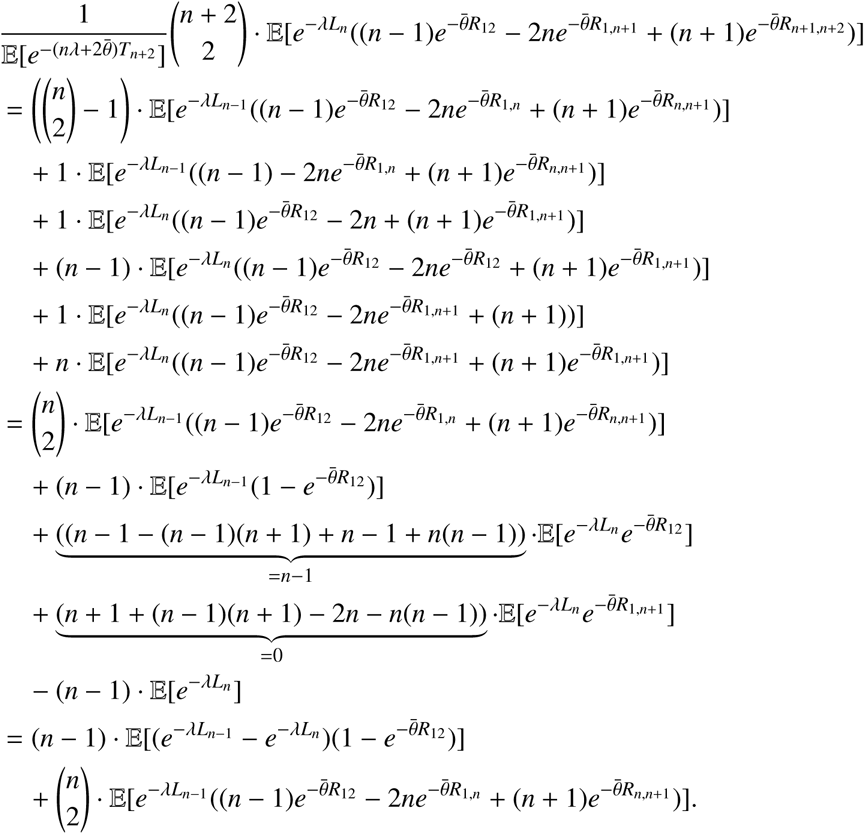 \frac{1}{\mathbb{E}[e^{-(n\lambda+2\bar{\theta})T_{n+2}}]} \binom{n+2}{2} \cdot \mathbb{E}[e^{-\lambda L_n}((n-1)e^{-\bar{\theta}R_{12}} - 2ne^{-\bar{\theta}R_{1,n+1}} + (n+1)e^{-\bar{\theta}R_{n+1,n+2}})]
= \left(\binom{n}{2} - 1\right) \cdot \mathbb{E}[e^{-\lambda L_{n-1}}((n-1)e^{-\bar{\theta}R_{12}} - 2ne^{-\bar{\theta}R_{1,n}} + (n+1)e^{-\bar{\theta}R_{n,n+1}})]
+ 1 \cdot \mathbb{E}[e^{-\lambda L_{n-1}}((n-1) - 2ne^{-\bar{\theta}R_{1,n}} + (n+1)e^{-\bar{\theta}R_{n,n+1}})]
+ 1 \cdot \mathbb{E}[e^{-\lambda L_n}((n-1)e^{-\bar{\theta}R_{12}} - 2n + (n+1)e^{-\bar{\theta}R_{1,n+1}})]
+ (n-1) \cdot \mathbb{E}[e^{-\lambda L_n}((n-1)e^{-\bar{\theta}R_{12}} - 2ne^{-\bar{\theta}R_{12}} + (n+1)e^{-\bar{\theta}R_{1,n+1}})]
+ 1 \cdot \mathbb{E}[e^{-\lambda L_n}((n-1)e^{-\bar{\theta}R_{12}} - 2ne^{-\bar{\theta}R_{1,n+1}} + (n+1))]
+ n \cdot \mathbb{E}[e^{-\lambda L_n}((n-1)e^{-\bar{\theta}R_{12}} - 2ne^{-\bar{\theta}R_{1,n+1}} + (n+1)e^{-\bar{\theta}R_{1,n+1}})]
= \binom{n}{2} \cdot \mathbb{E}[e^{-\lambda L_{n-1}}((n-1)e^{-\bar{\theta}R_{12}} - 2ne^{-\bar{\theta}R_{1,n}} + (n+1)e^{-\bar{\theta}R_{n,n+1}})]
+ (n-1) \cdot \mathbb{E}[e^{-\lambda L_{n-1}}(1 - e^{-\bar{\theta}R_{12}})]
+ \underbrace{((n-1-(n-1)(n+1)+n-1+n(n-1))}_{=n-1} \cdot \mathbb{E}[e^{-\lambda L_n}e^{-\bar{\theta}R_{12}}]
+ \underbrace{(n+1+(n-1)(n+1)-2n-n(n-1))}_{=0} \cdot \mathbb{E}[e^{-\lambda L_n}e^{-\bar{\theta}R_{1,n+1}}]
- (n-1) \cdot \mathbb{E}[e^{-\lambda L_n}]
= (n-1) \cdot \mathbb{E}[(e^{-\lambda L_{n-1}} - e^{-\lambda L_n})(1 - e^{-\bar{\theta}R_{12}})]
+ \binom{n}{2} \cdot \mathbb{E}[e^{-\lambda L_{n-1}}((n-1)e^{-\bar{\theta}R_{12}} - 2ne^{-\bar{\theta}R_{1,n}} + (n+1)e^{-\bar{\theta}R_{n,n+1}})].